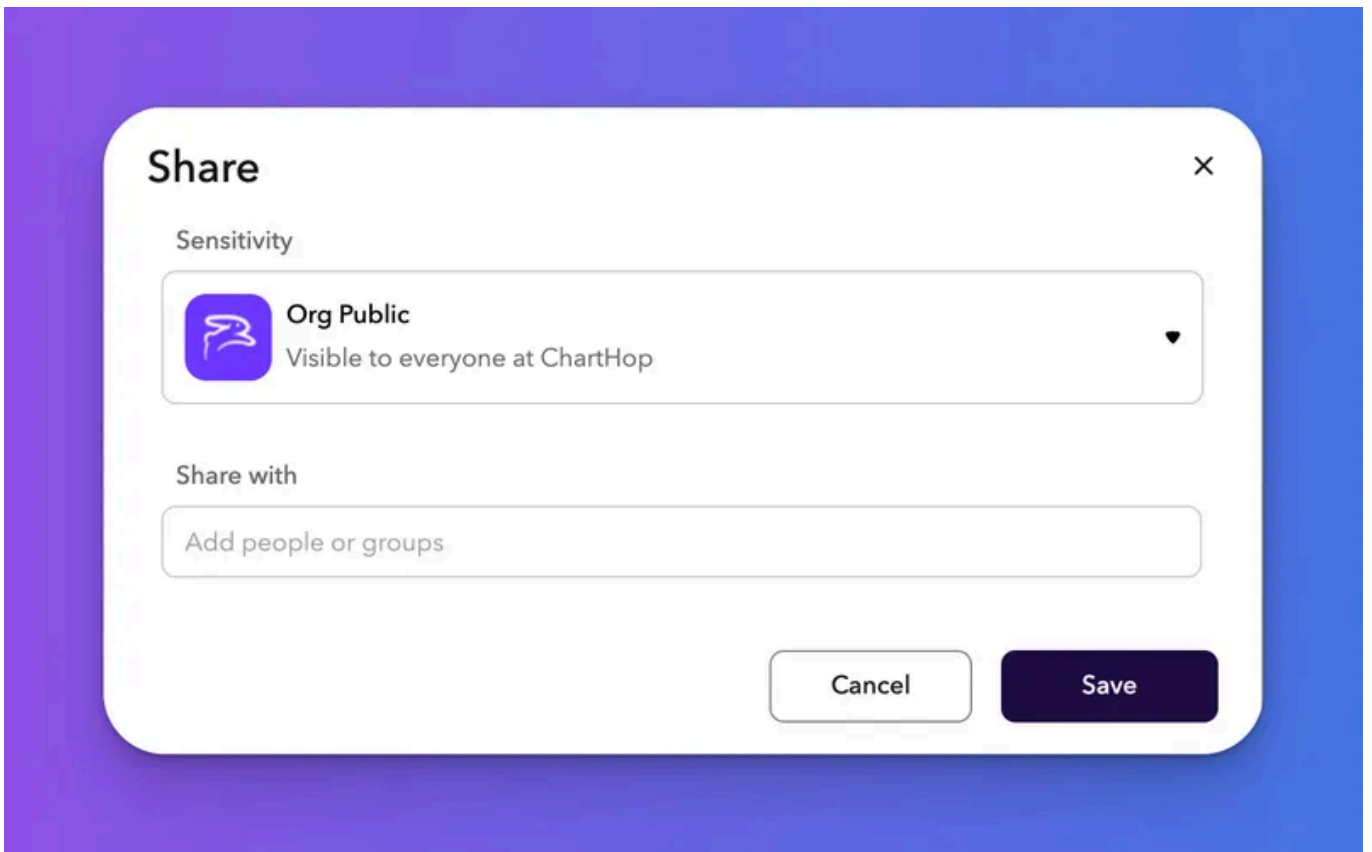 Share
Sensitivity
Org Public
Visible to everyone at ChartHop
Share with
Add people or groups
Cancel
Save